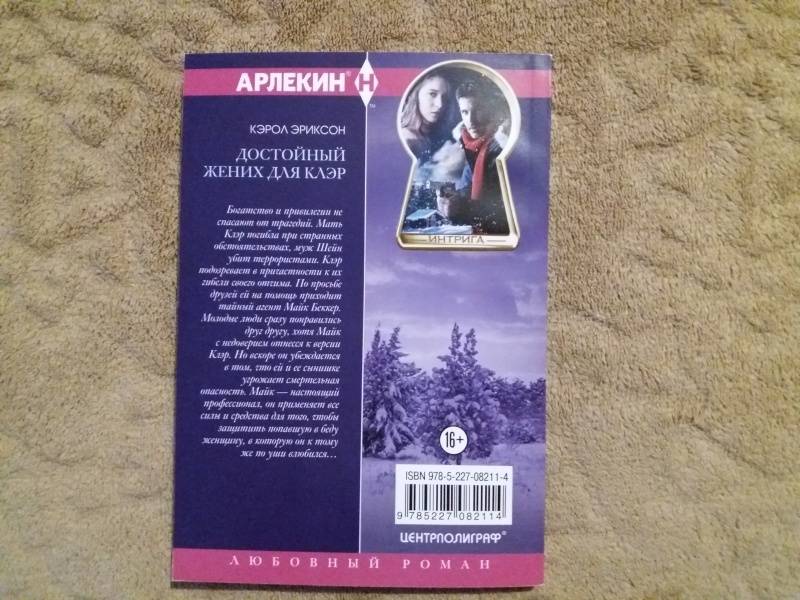 АРЛЕКИН® H
™
КЭРОЛ ЭРИКСОН
ДОСТОЙНЫЙ
ЖЕНИХ ДЛЯ КЛЭР
Богатство и привилегии не
спасают от трагедий. Мать
Клэр погибла при странных
обстоятельствах, муж Шейн
убит террористами. Клэр
подозревает в причастности к их
гибели своего отчима. По просьбе
друзей ей на помощь приходит
тайный агент Майк Беккер.
Молодые люди сразу понравились
друг другу, хотя Майк
с недоверием отнесся к версии
Клэр. Но вскоре он убеждается
в том, что ей и ее сынишке
угрожает смертельная
опасность. Майк — настоящий
профессионал, он применяет все
силы и средства для того, чтобы
защитить попавшую в беду
женщину, в которую он к тому
же по уши влюбился...
ИНТРИГА
16+
ISBN 978-5-227-08211-4
9 785227 082114
ЦЕНТРПОЛИГРАФ®
ЛЮБОВНЫЙ РОМАН